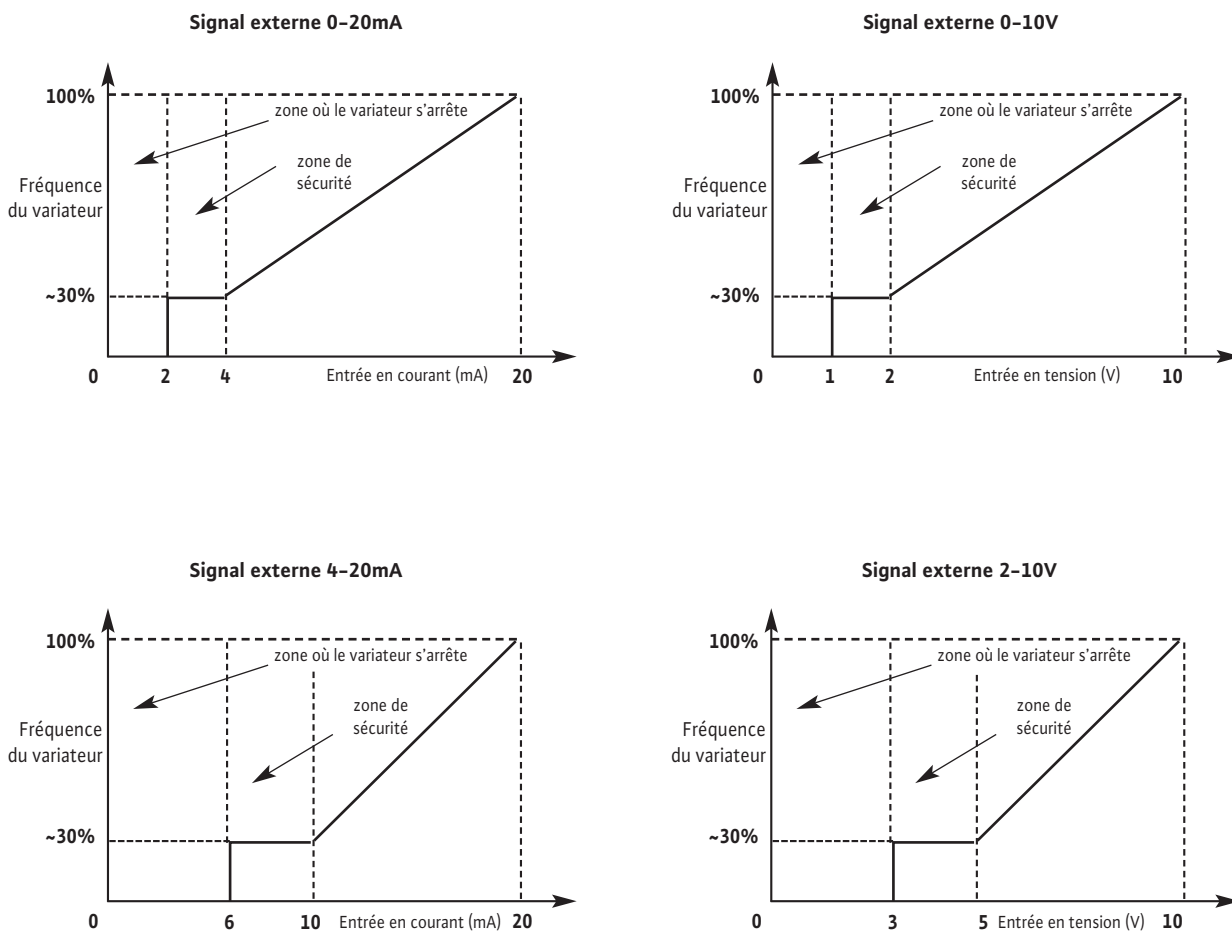 Signal externe 0–20mA
100%
zone où le variateur s'arrête
zone de
sécurité
Fréquence
du variateur
~30%
0 2 4 Entrée en courant (mA) 20
Signal externe 0–10V
100%
zone où le variateur s'arrête
zone de
sécurité
Fréquence
du variateur
~30%
0 1 2 Entrée en tension (V) 10
Signal externe 4–20mA
100%
zone où le variateur s'arrête
zone de
sécurité
Fréquence
du variateur
~30%
0 6 10 Entrée en courant (mA) 20
Signal externe 2–10V
100%
zone où le variateur s'arrête
zone de
sécurité
Fréquence
du variateur
~30%
0 3 5 Entrée en tension (V) 10